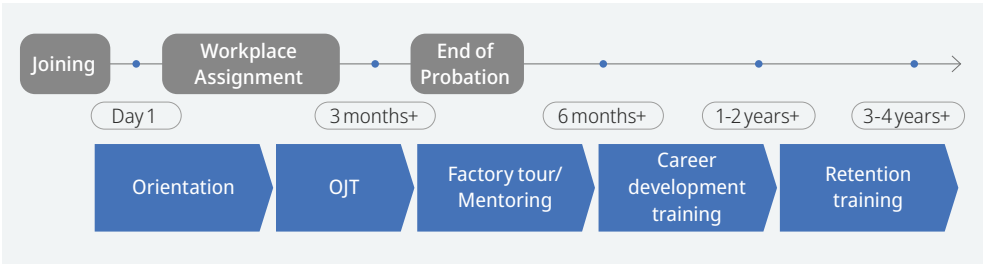 Joining
Workplace
Assignment
End of
Probation
Day 1
3 months+
6 months+
1-2 years+
3-4 years+
Orientation
OJT
Factory tour/
Mentoring
Career
development
training
Retention
training